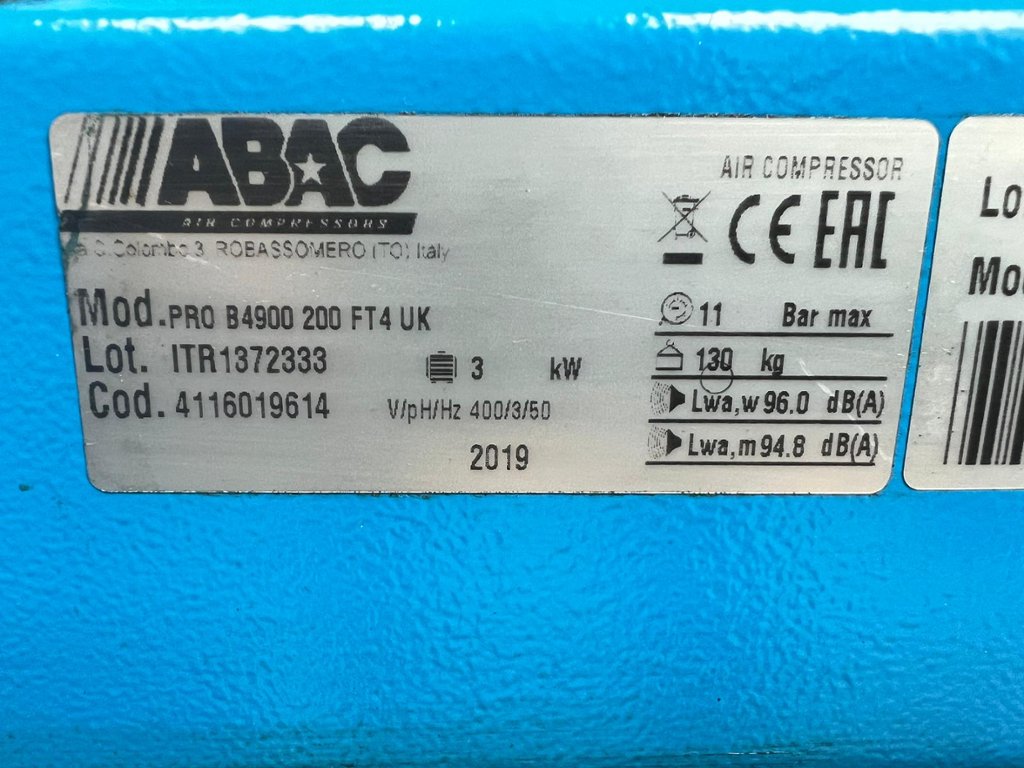 ABAC
AIR COMPRESSORS
C. Colombo 3 ROBASSOMERO (TO) Italy
Mod. PRO B4900 200 FT4 UK
Lot. ITR1372333
Cod. 4116019614
3 kW
V/pH/Hz 400/3/50
2019
AIR COMPRESSOR
CE EAC
11 Bar max
130 kg
Lwa,w 96.0 dB(A)
Lwa,m 94.8 dB(A)